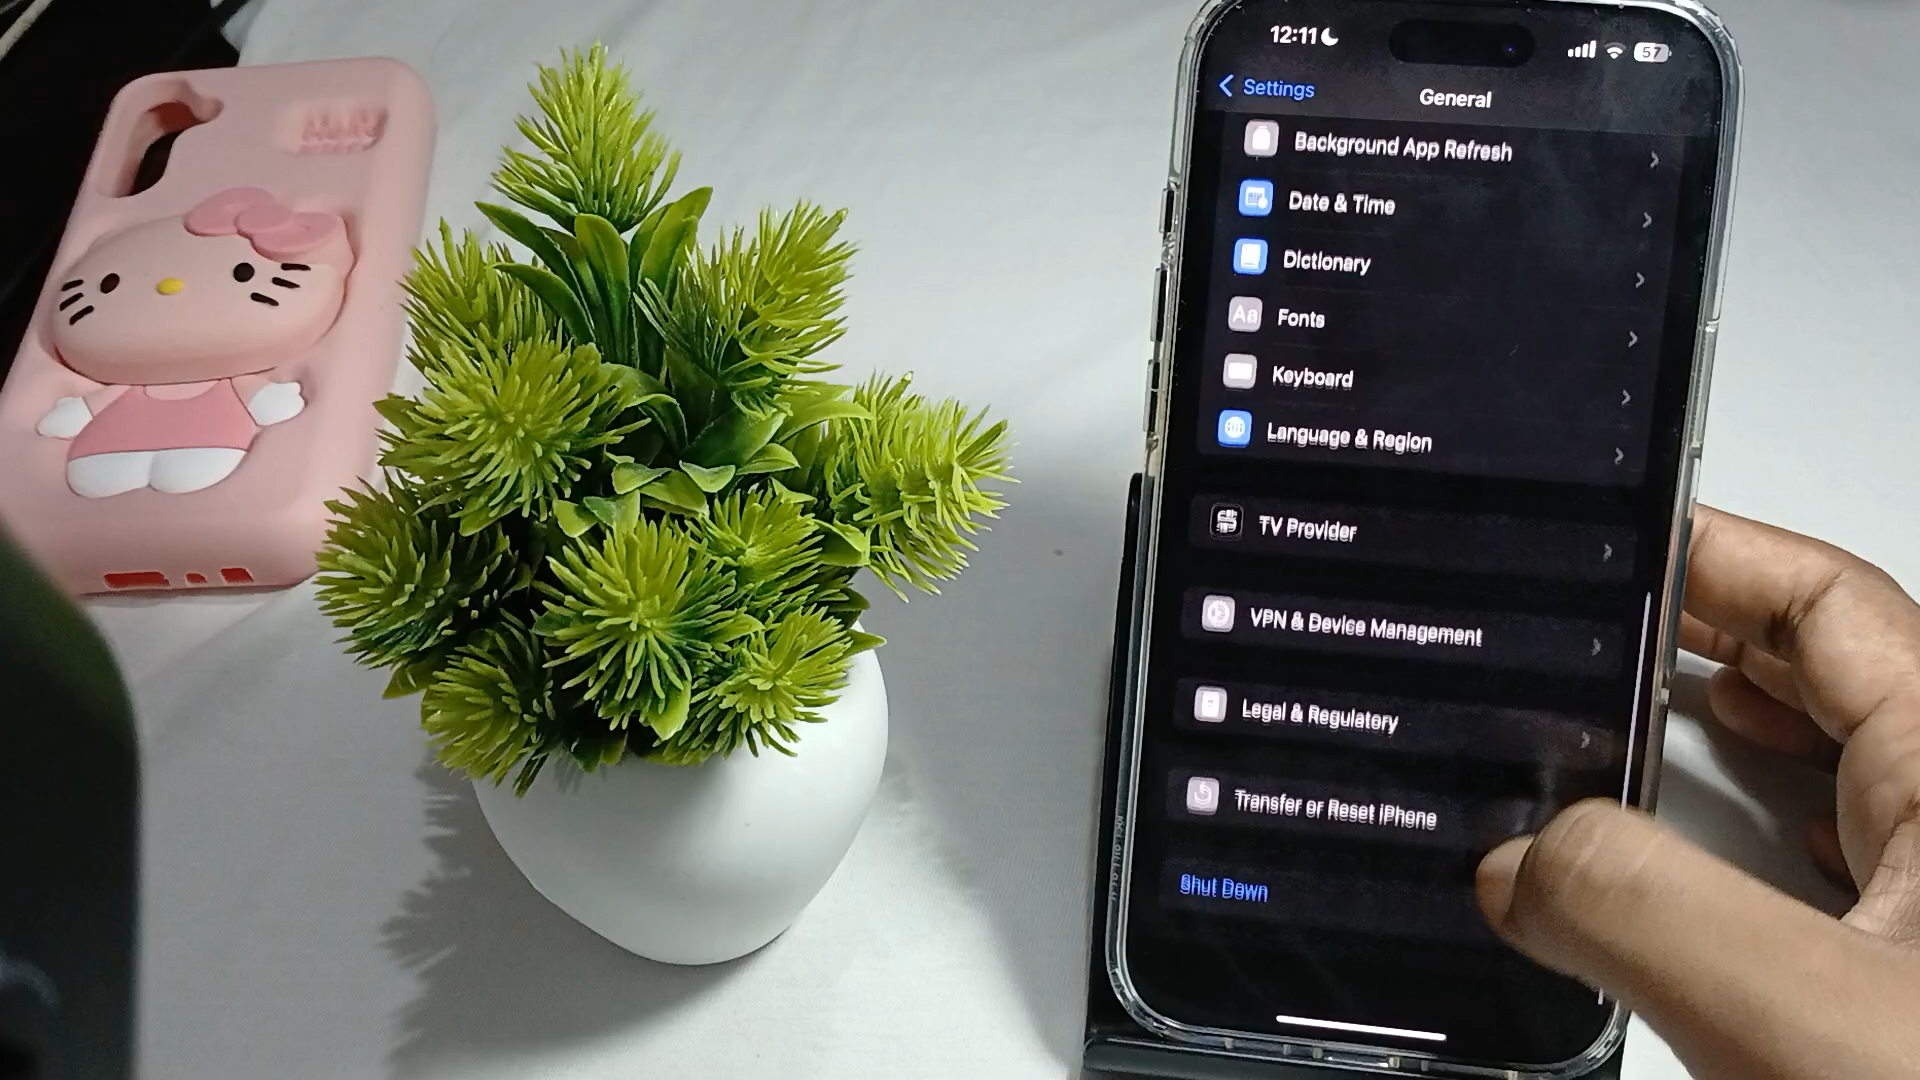 12:11
57
Settings
General
Background App Refresh
Date & Time
Dictionary
Aa
Fonts
Keyboard
Language & Region
TV Provider
VPN & Device Management
Legal & Regulatory
Transfer or Reset iPhone
Shut Down